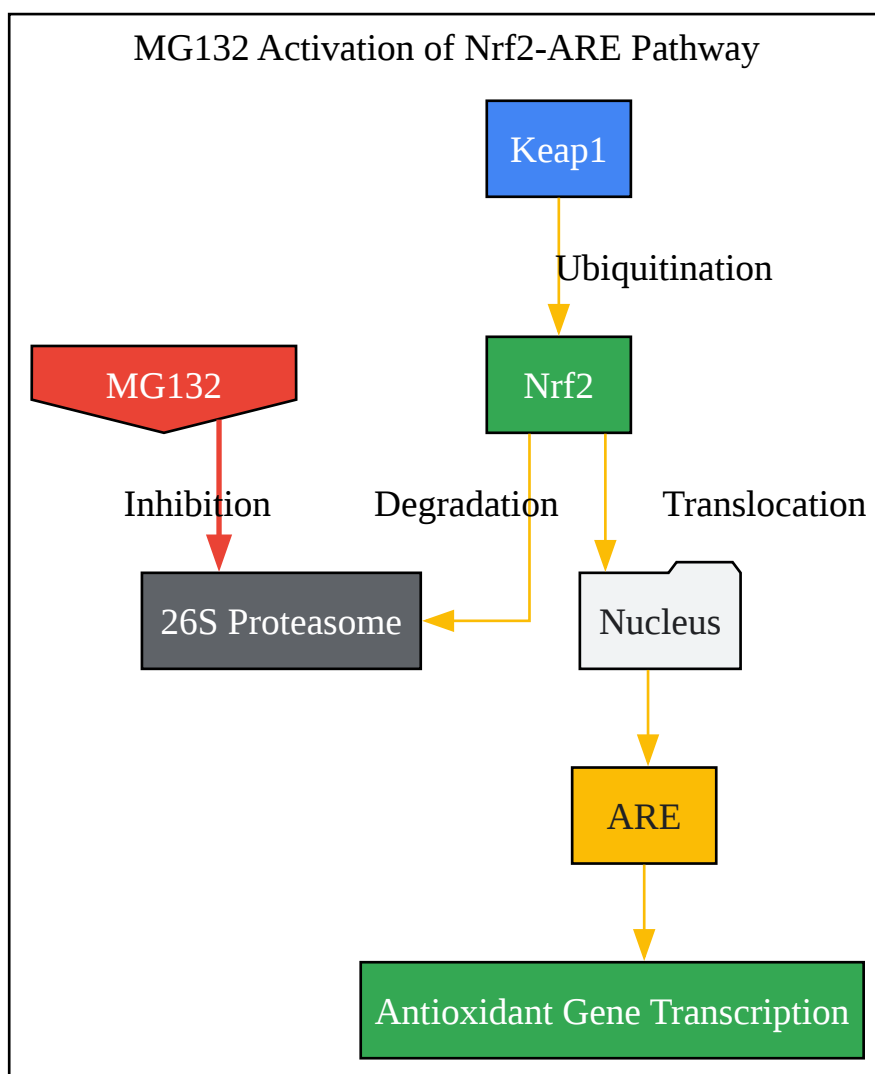 MG132 Activation of Nrf2-ARE Pathway
Keap1
Ubiquitination
MG132
Nrf2
Inhibition
Degradation
Translocation
26S Proteasome
Nucleus
ARE
Antioxidant Gene Transcription